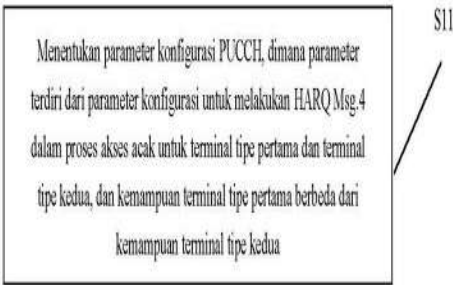 S11
Menentukan parameter konfigurasi PUCCH, dimana parameter
terdiri dari parameter konfigurasi untuk melakukan HARQ Msg.4
dalam proses akses acak untuk terminal tipe pertama dan terminal
tipe kedua, dan kemampuan terminal tipe pertama berbeda dari
kemampuan terminal tipe kedua